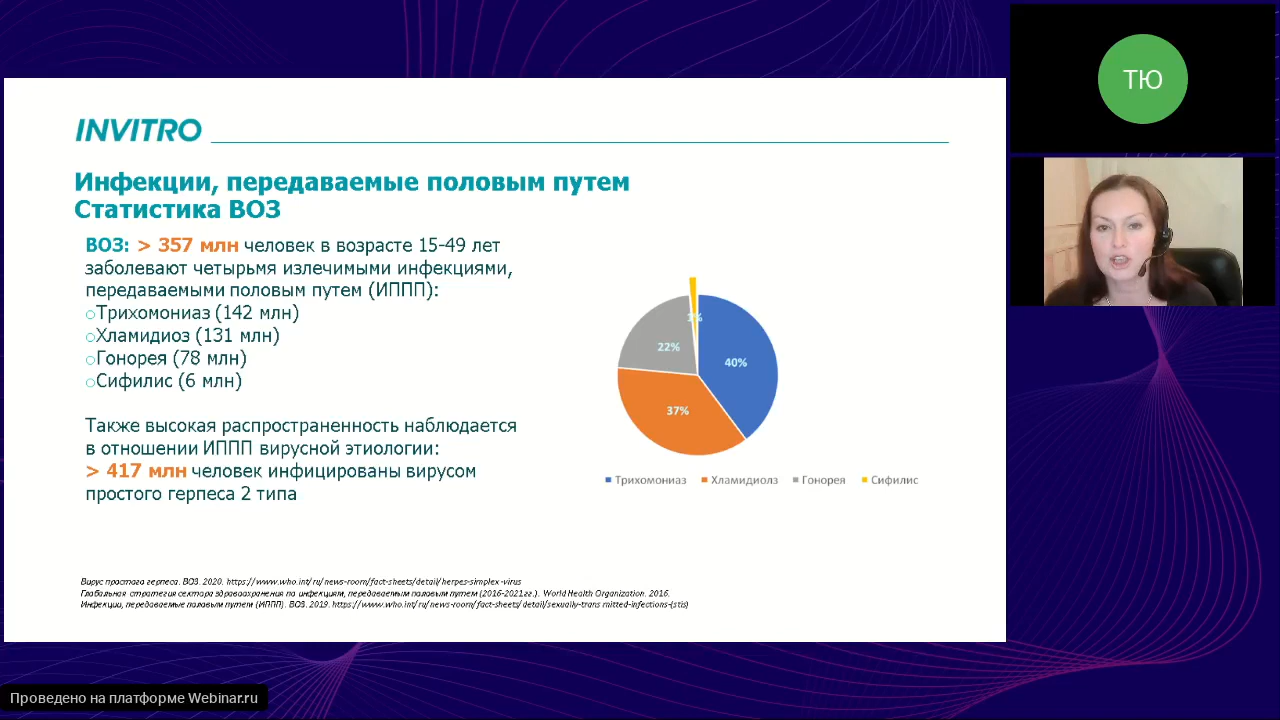 INVITRO
Инфекции, передаваемые половым путем
Статистика ВОЗ
ВОЗ: > 357 млн человек в возрасте 15-49 лет
заболевают четырьмя излечимыми инфекциями,
передаваемыми половым путем (ИППП):
○Трихомониаз (142 млн)
○Хламидиоз (131 млн)
○Гонорея (78 млн)
○Сифилис (6 млн)
Также высокая распространенность наблюдается
в отношении ИППП вирусной этиологии:
> 417 млн человек инфицированы вирусом
простого герпеса 2 типа
1%
22%
40%
37%
Трихомониаз Хламидиолз Гонорея Сифилис
Вирус простого герпеса. ВОЗ. 2020. https://www.who.int/ru/news-room/fact-sheets/detail/herpes-simplex-virus
Глобальная стратегия сектора здравоохранения по инфекциям, передаваемым половым путем (2016-2021гг.). World Health Organization. 2016.
Инфекции, передаваемые половым путем (ИППП). ВОЗ. 2019. https://www.who.int/ru/news-room/fact-sheets/detail/sexually-trans mitted-infections-(stis)
ТЮ
Проведено на платформе Webinar.ru